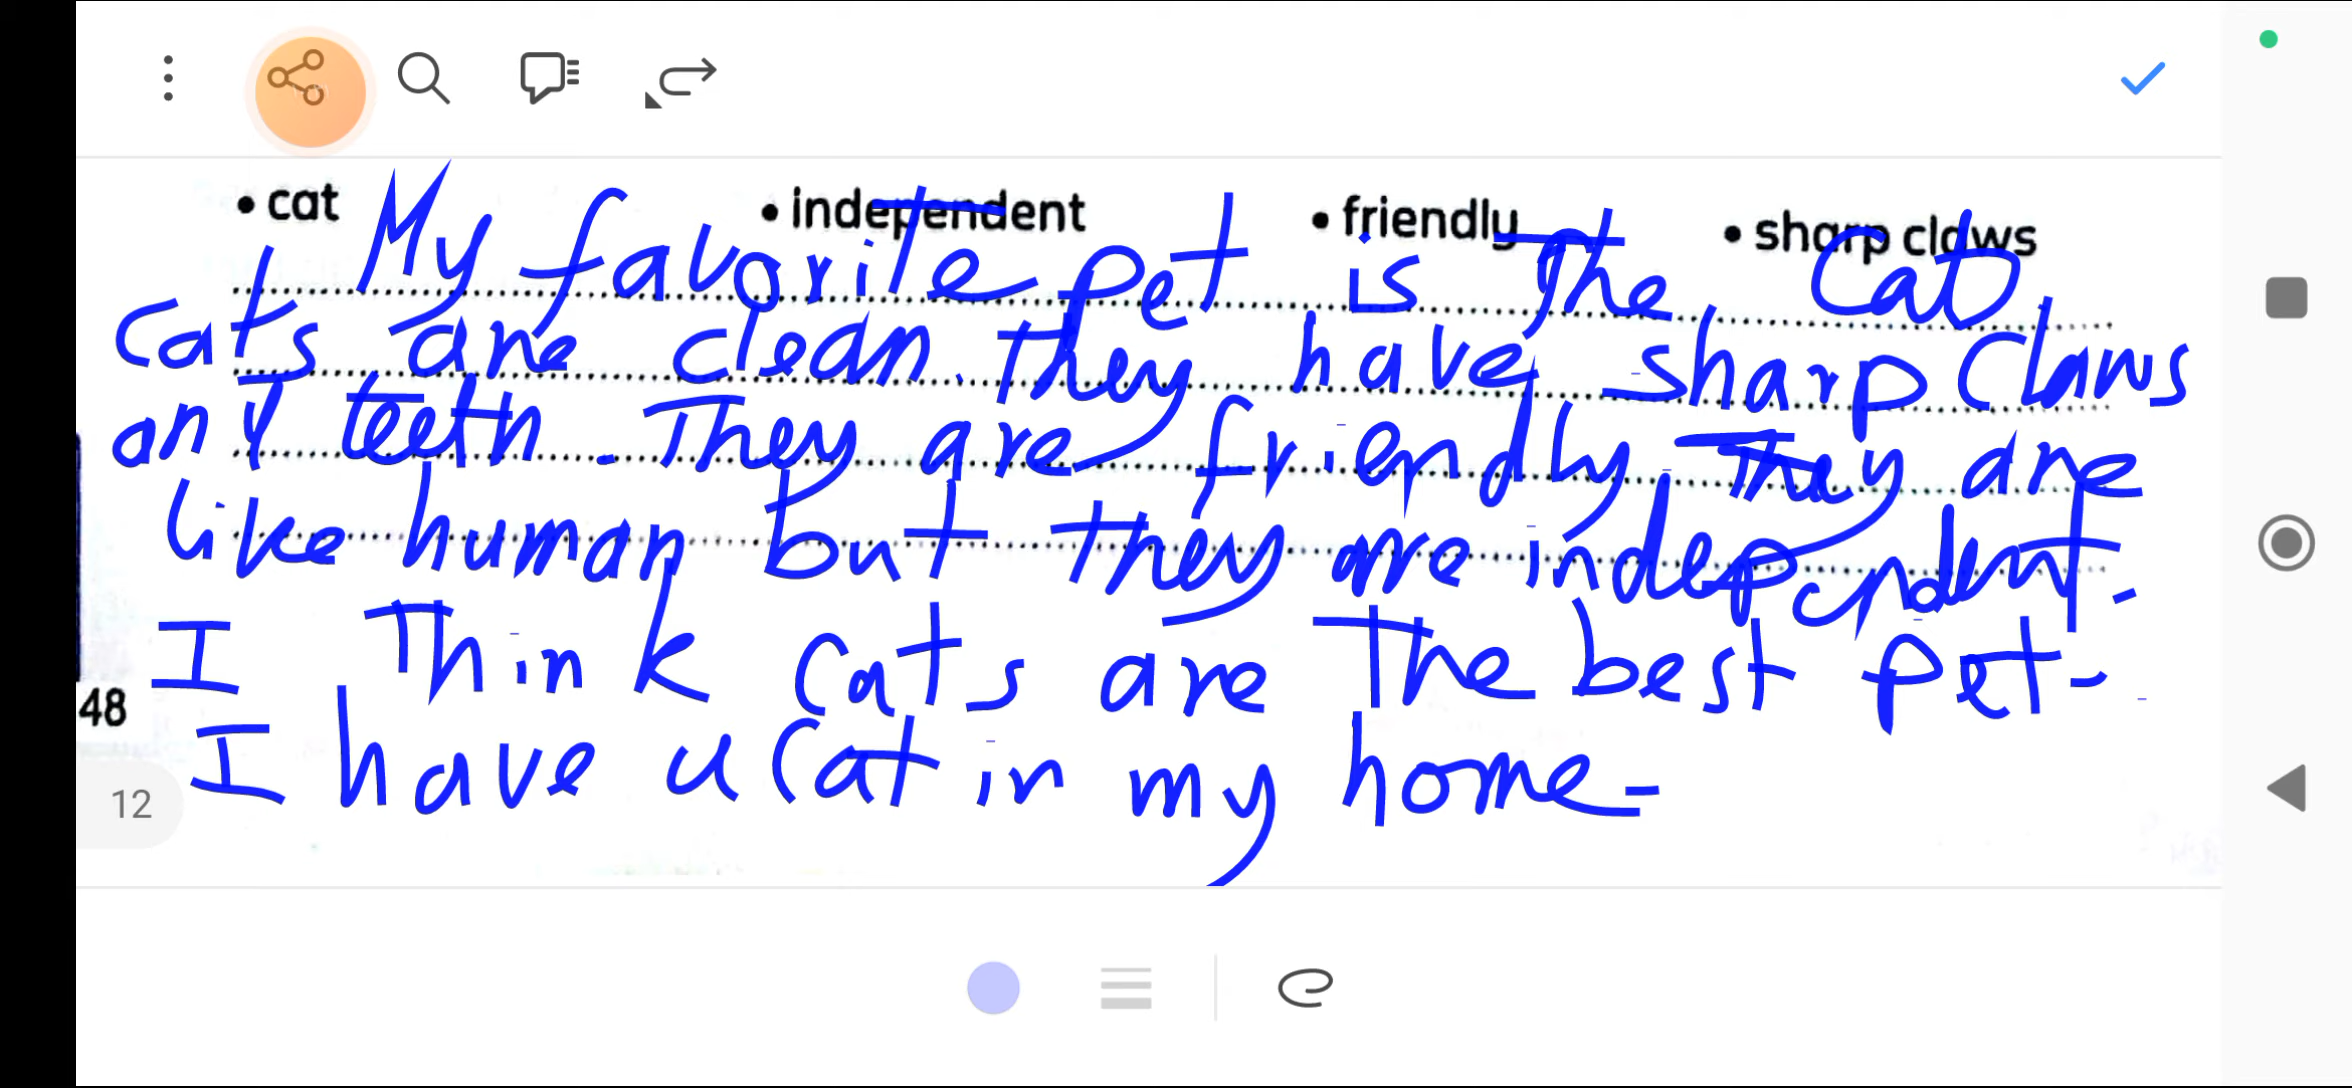 • cat • independent • friendly • sharp claws
My favorite pet is the cat.
cats are clean. they have sharp claws
and teeth. They are friendly They are
like human but they are independent.
I Think cats are The best pet.
48
I have a cat in my home.
12